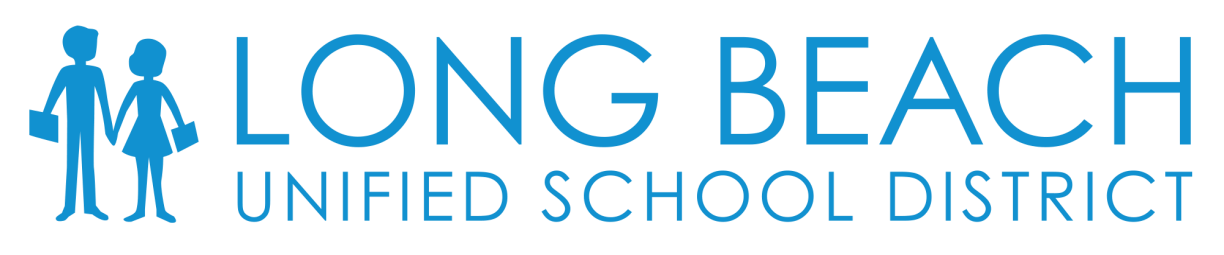 LONG BEACH
UNIFIED SCHOOL DISTRICT